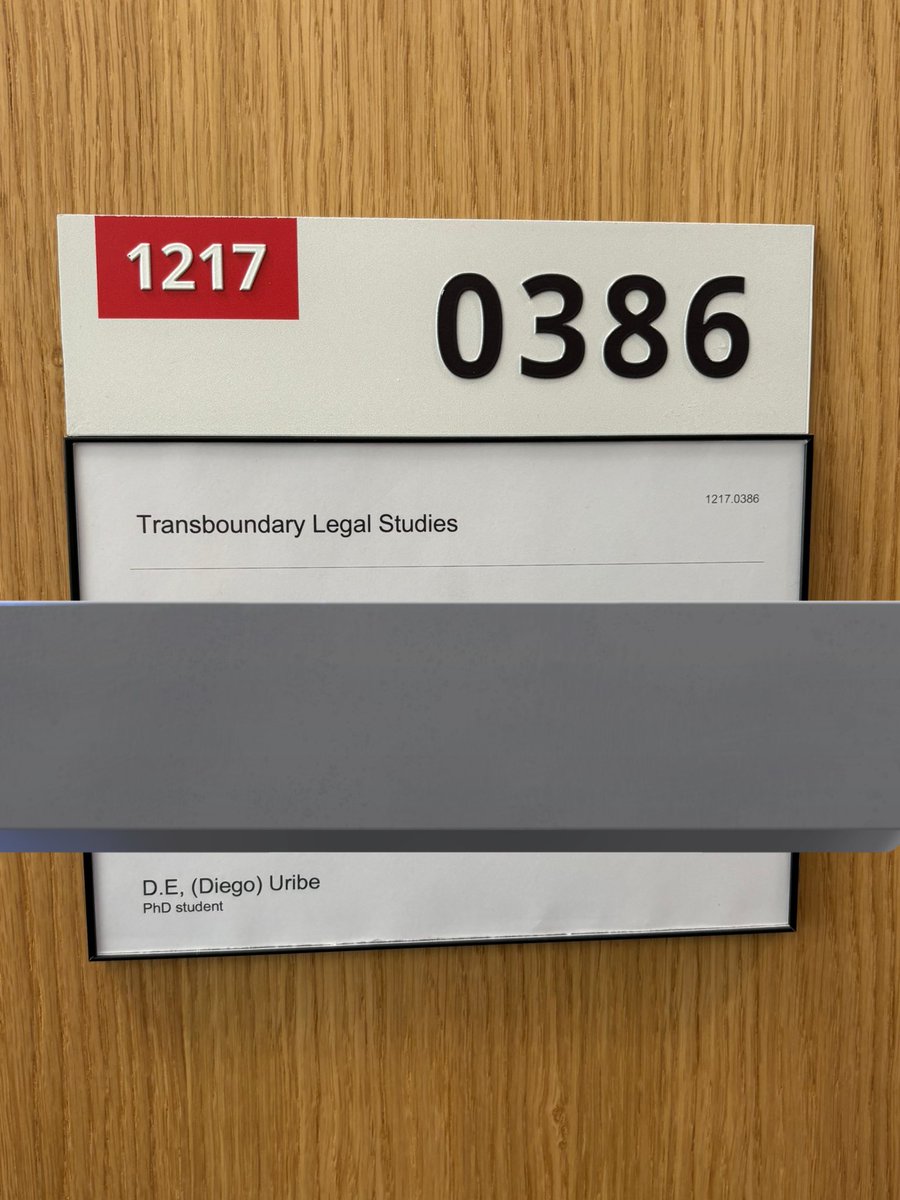 1217
0386
1217.0386
Transboundary Legal Studies
D.E, (Diego) Uribe
PhD student